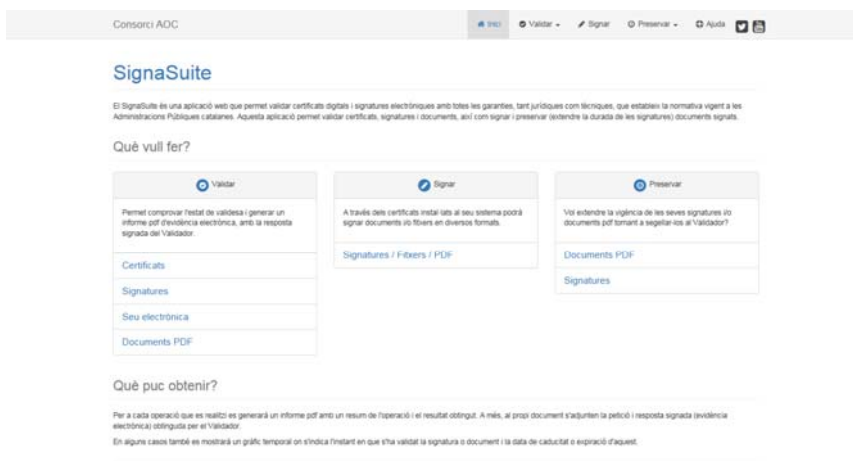 Consorci AOC
Inici Validar Signar Preservar Ajuda
SignaSuite
El SignaSuite és una aplicació web que permet validar certificats digitals i signatures electròniques amb totes les garanties, tant jurídiques com tècniques, que estableix la normativa vigent a les
Administracions Públiques catalanes. Aquesta aplicació permet validar certificats, signatures i documents, així com signar i preservar (extendre la durada de les signatures) documents signats.
Què vull fer?
Validar
Permet comprovar l'estat de validesa i generar un
informe pdf d'evidència electrònica, amb la resposta
signada del Validador.
Certificats
Signatures
Seu electrònica
Documents PDF
Signar
A través dels certificats instal·lats al seu sistema podrà
signar documents i/o fitxers en diversos formats.
Signatures / Fitxers / PDF
Preservar
Vol extendre la vigència de les seves signatures i/o
documents pdf tornant a segellar-los al Validador?
Documents PDF
Signatures
Què puc obtenir?
Per a cada operació que es realitzi es generarà un informe pdf amb un resum de l'operació i el resultat obtingut. A més, al propi document s'adjunten la petició i resposta signada (evidència
electrònica) obtinguda per el Validador.
En alguns casos també es mostrarà un gràfic temporal on s'indica l'instant en que s'ha validat la signatura o document i la data de caducitat o expiració d'aquest.